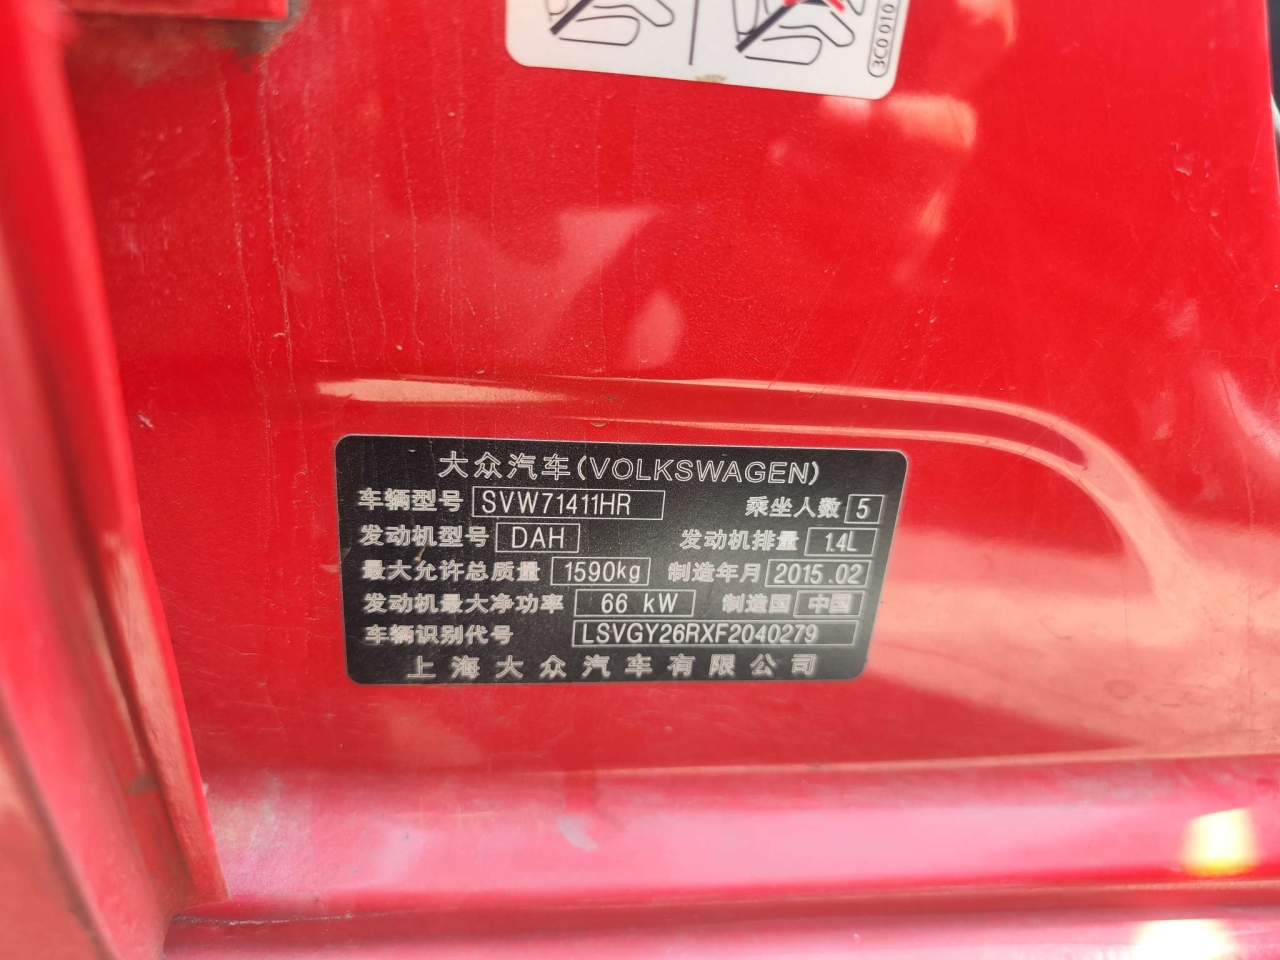 3C0 010
大众汽车(VOLKSWAGEN)
车辆型号 SVW71411HR 乘坐人数 5
发动机型号 DAH 发动机排量 1.4L
最大允许总质量 1590kg 制造年月 2015.02
发动机最大净功率 66 kW 制造国 中国
车辆识别代号 LSVGY26RXF2040279
上海大众汽车有限公司